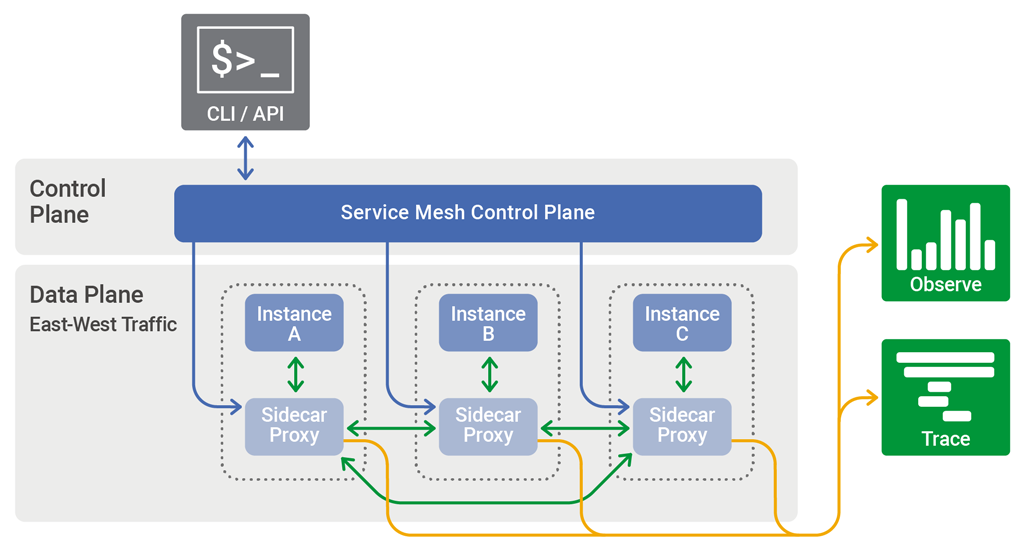 $>_
CLI / API
Control
Plane
Service Mesh Control Plane
Data Plane
East-West Traffic
Instance
A
Instance
B
Instance
C
Sidecar
Proxy
Sidecar
Proxy
Sidecar
Proxy
Observe
Trace